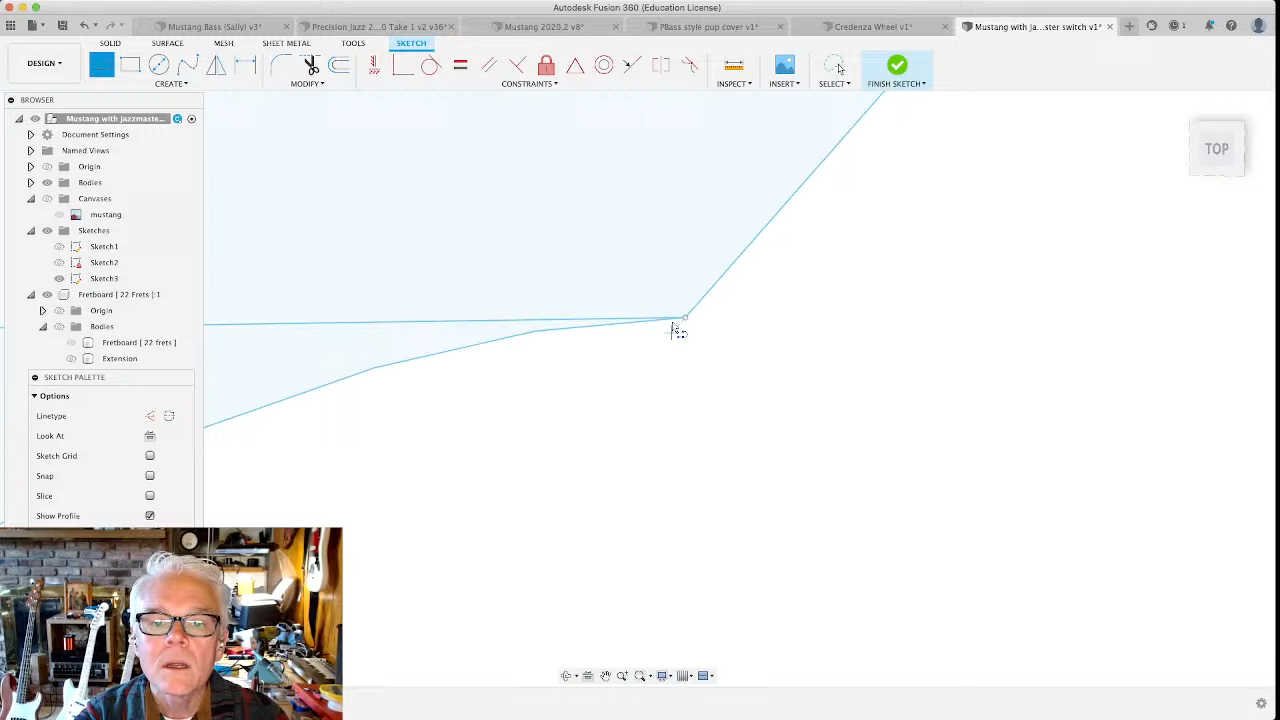 Autodesk Fusion 360 (Education License)
Mustang Bass (Sally) v3*
Precision Jazz 2....0 Take 1 v2 v36*
Mustang 2020.2 v8*
PBass style pup cover v1*
Credenza Wheel v1*
Mustang with Ja...ster switch v1*
1
DESIGN
SOLID
SURFACE
MESH
SHEET METAL
TOOLS
SKETCH
CREATE
MODIFY
CONSTRAINTS
INSPECT
INSERT
SELECT
FINISH SKETCH
BROWSER
Mustang with Jazzmaste...
Document Settings
Named Views
Origin
Bodies
Canvases
mustang
Sketches
Sketch1
Sketch2
Sketch3
Fretboard [ 22 Frets ]:1
Origin
Bodies
Fretboard [ 22 frets ]
Extension
SKETCH PALETTE
Options
Linetype
Look At
Sketch Grid
Snap
Slice
Show Profile
TOP